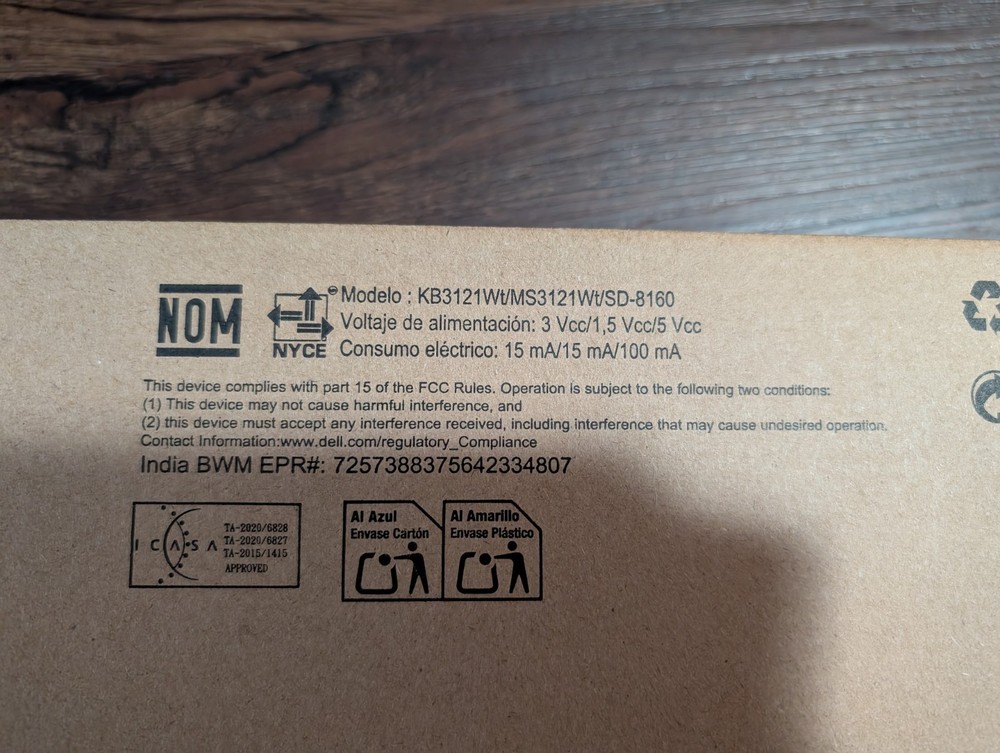 NOM
NYCE
Modelo : KB3121Wt/MS3121Wt/SD-8160
Voltaje de alimentación: 3 Vcc/1,5 Vcc/5 Vcc
Consumo eléctrico: 15 mA/15 mA/100 mA
This device complies with part 15 of the FCC Rules. Operation is subject to the following two conditions:
(1) This device may not cause harmful interference, and
(2) this device must accept any interference received, including interference that may cause undesired operation.
Contact Information:www.dell.com/regulatory_Compliance
India BWM EPR#: 7257388375642334807
ICASA
TA-2020/6828
TA-2020/6827
TA-2015/1415
APPROVED
Al Azul
Envase Cartón
Al Amarillo
Envase Plástico